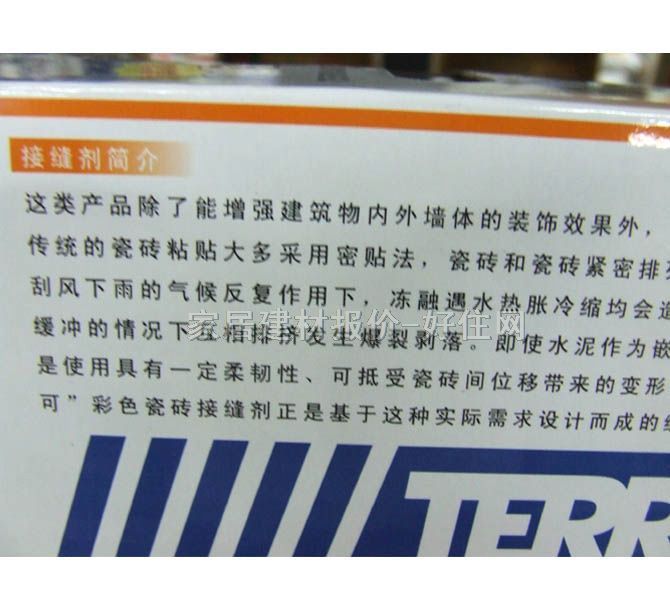 接缝剂简介
这类产品除了能增强建筑物内外墙体的装饰效果外，
传统的瓷砖粘贴大多采用密贴法，瓷砖和瓷砖紧密排列
刮风下雨的气候反复作用下，冻融遇水热胀冷缩均会造
缓冲的情况下互相排挤发生爆裂剥落。即使水泥作为嵌
是使用具有一定柔韧性、可抵受瓷砖间位移带来的变形
可”彩色瓷砖接缝剂正是基于这种实际需求设计而成的
家居建材报价-好住网
TERR